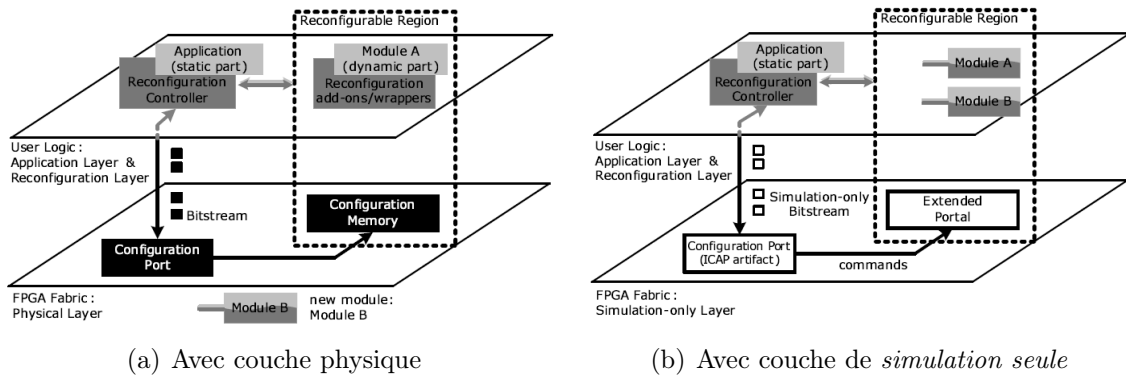 Reconfigurable Region
Application
(static part)
Reconfiguration
Controller
Module A
(dynamic part)
Reconfiguration
add-ons/wrappers
User Logic :
Application Layer &
Reconfiguration Layer
Bitstream
Configuration
Memory
Configuration
Port
FPGA Fabric :
Physical Layer
Module B
new module:
Module B
(a) Avec couche physique
Reconfigurable Region
Application
(static part)
Reconfiguration
Controller
Module A
Module B
User Logic :
Application Layer &
Reconfiguration Layer
Simulation-only
Bitstream
Extended
Portal
Configuration Port
(ICAP artifact)
commands
FPGA Fabric :
Simulation-only Layer
(b) Avec couche de simulation seule